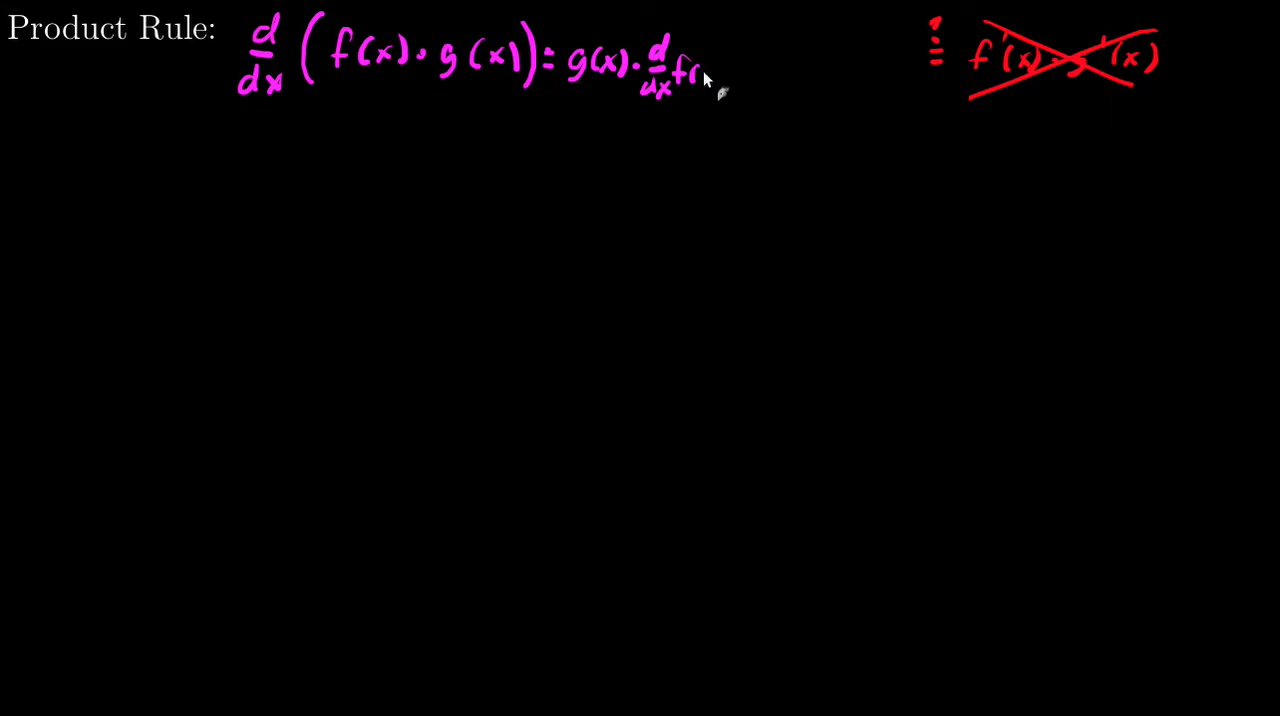 Product Rule: d/dx ( f(x) · g(x) ) = g(x) · d/dx f( ≟ f'(x) · g'(x)